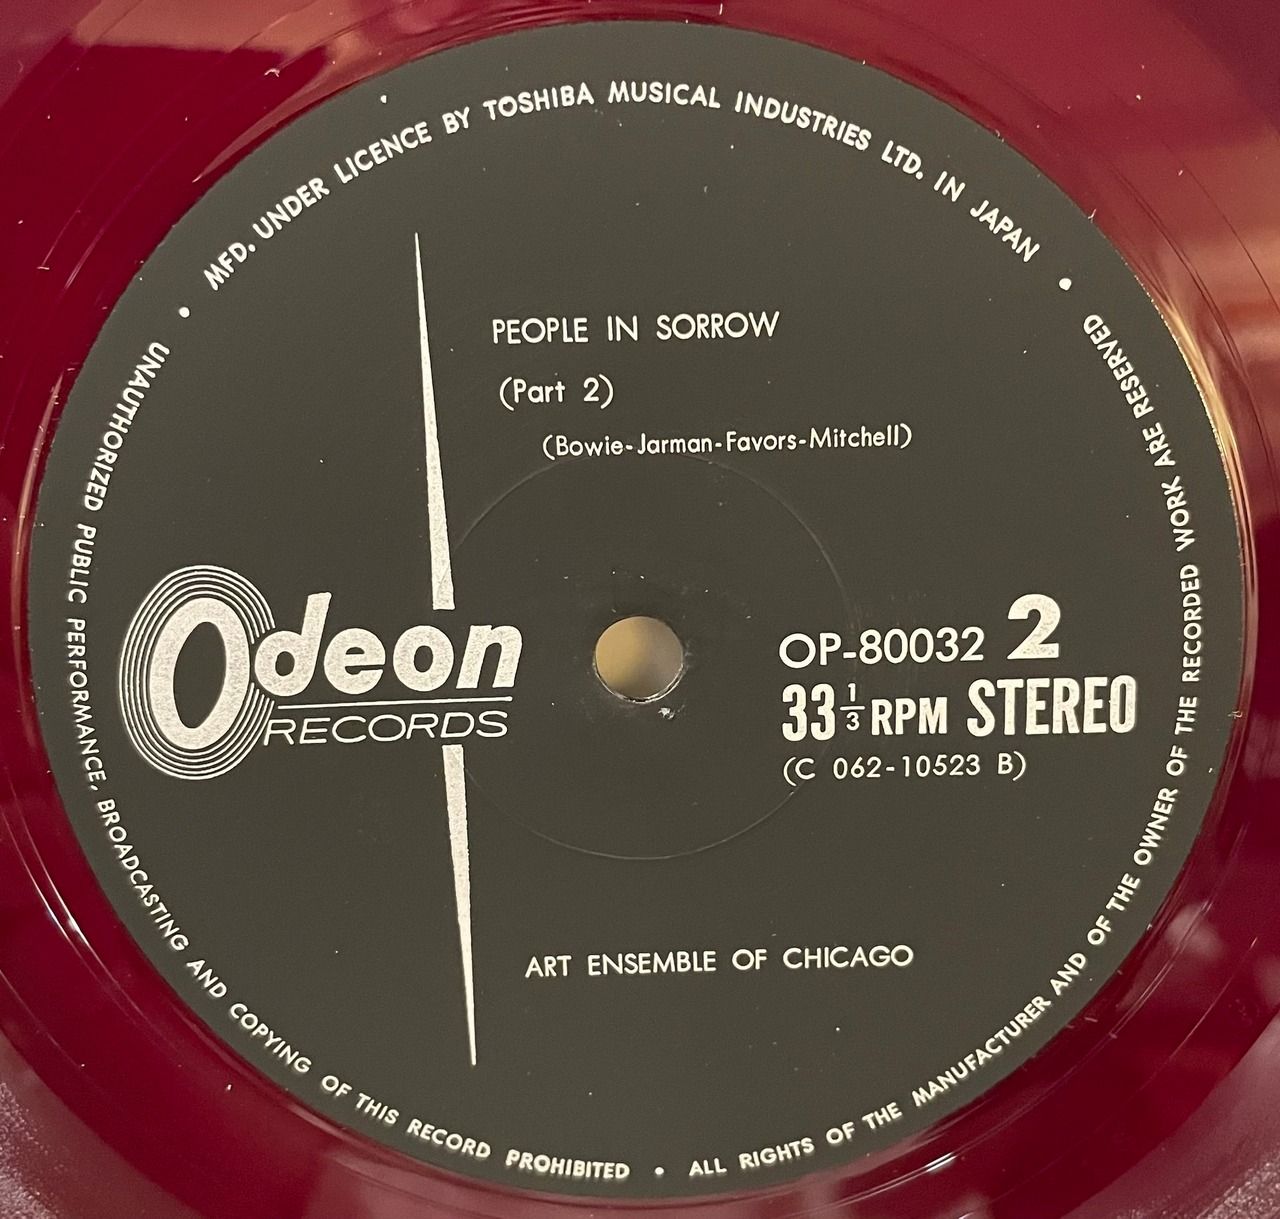 MFD. UNDER LICENCE BY TOSHIBA MUSICAL INDUSTRIES LTD. IN JAPAN •
PEOPLE IN SORROW
(Part 2)
(Bowie-Jarman-Favors-Mitchell)
Odeon
RECORDS
OP-80032 2
33 1/3 RPM STEREO
(C 062-10523 B)
ART ENSEMBLE OF CHICAGO
• UNAUTHORIZED PUBLIC PERFORMANCE, BROADCASTING AND COPYING OF THIS RECORD PROHIBITED • ALL RIGHTS OF THE MANUFACTURER AND OF THE OWNER OF THE RECORDED WORK ARE RESERVED